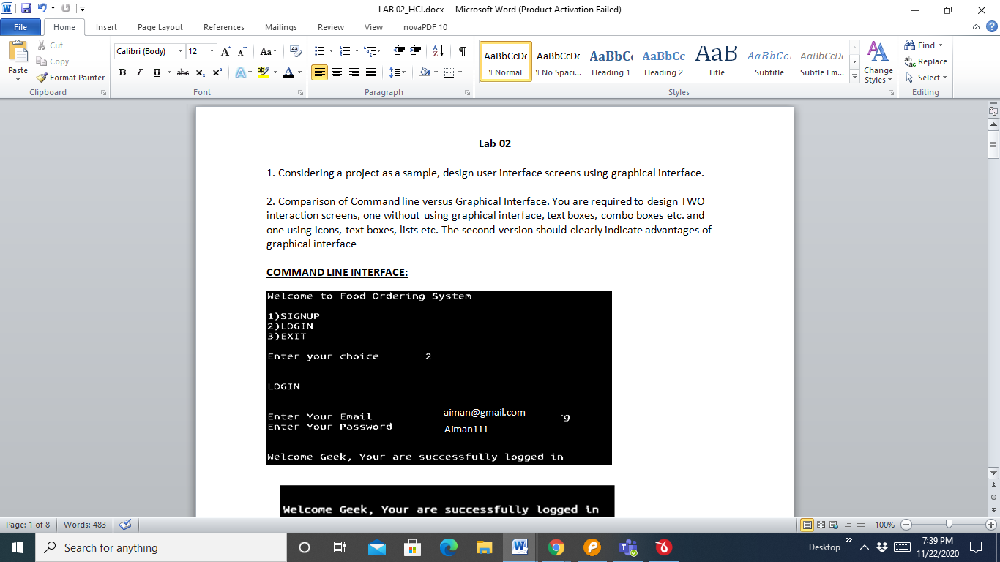 LAB 02_HCI.docx - Microsoft Word (Product Activation Failed)
File Home Insert Page Layout References Mailings Review View novaPDF 10
Paste
Cut
Copy
Format Painter
Clipboard
Calibri (Body) 12
Font
Paragraph
AaBbCcDc AaBbCcDc AaBbC AaBbCc AaB AaBbCc. AaBbCcDc
¶ Normal ¶ No Spaci... Heading 1 Heading 2 Title Subtitle Subtle Em...
Change
Styles
Styles
Find
Replace
Select
Editing
Lab 02
1. Considering a project as a sample, design user interface screens using graphical interface.
2. Comparison of Command line versus Graphical Interface. You are required to design TWO
interaction screens, one without using graphical interface, text boxes, combo boxes etc. and
one using icons, text boxes, lists etc. The second version should clearly indicate advantages of
graphical interface
COMMAND LINE INTERFACE:
Welcome to Food Ordering System
1)SIGNUP
2)LOGIN
3)EXIT
Enter your choice 2
LOGIN
Enter Your Email aiman@gmail.com g
Enter Your Password Aiman111
Welcome Geek, Your are successfully logged in
Welcome Geek, Your are successfully logged in
Page: 1 of 8 Words: 483 100%
Search for anything
Desktop
7:39 PM
11/22/2020